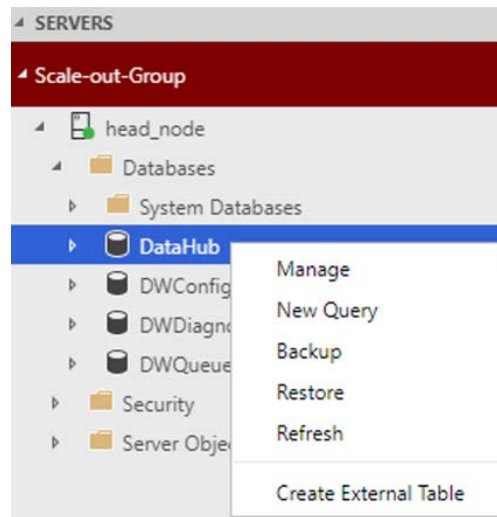 SERVERS
Scale-out-Group
head_node
Databases
System Databases
DataHub
Manage
DWConfig
New Query
DWDiagno
Backup
DWQueue
Restore
Security
Refresh
Server Obje
Create External Table